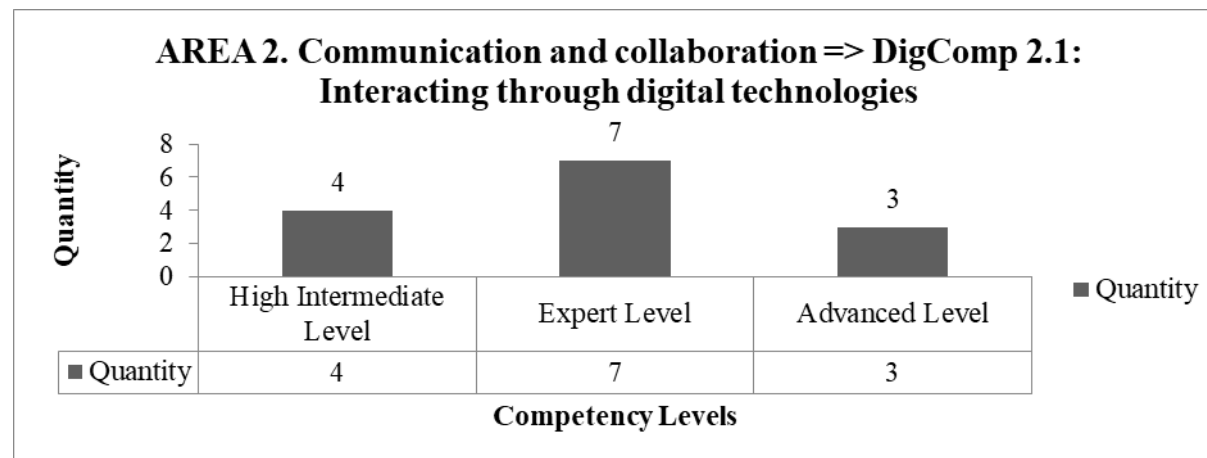 AREA 2. Communication and collaboration => DigComp 2.1:
Interacting through digital technologies
Quantity
8
6
4
2
0
4
7
3
High Intermediate
Level
Expert Level
Advanced Level
Quantity
Quantity 4 7 3
Competency Levels